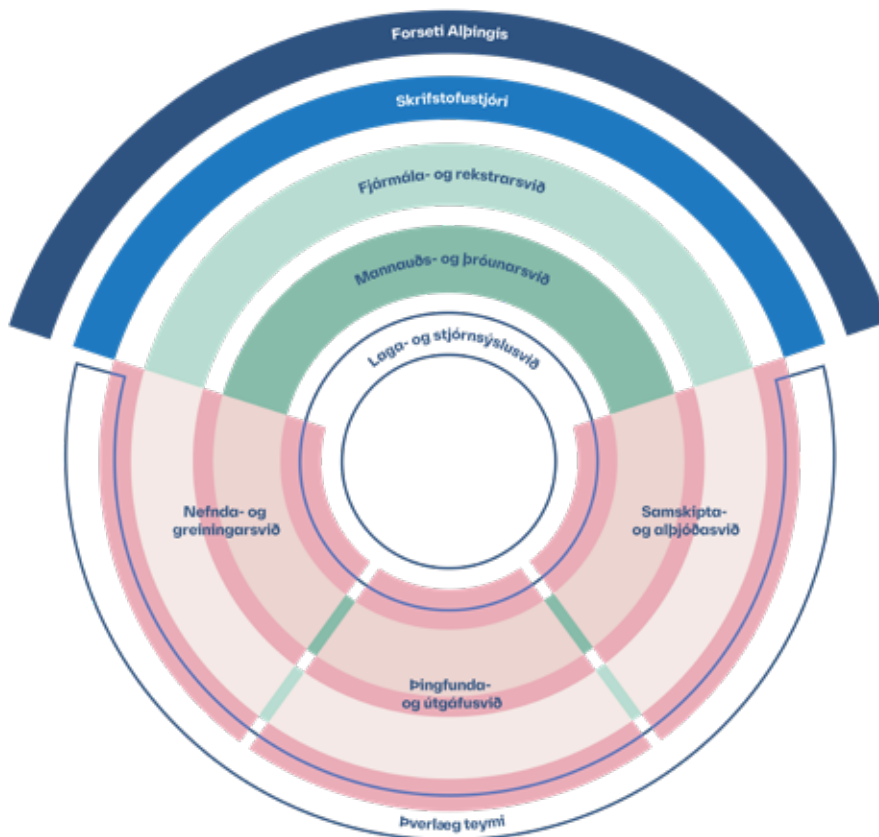 Forseti Alþingis
Skrifstofustjóri
Fjármála- og rekstrarsvið
Mannauðs- og þróunarsvið
Laga- og stjórnsýslusvið
Nefnda- og
greiningarsvið
Samskipta-
og alþjóðasvið
Þingfunda-
og útgáfusvið
Þverlæg teymi